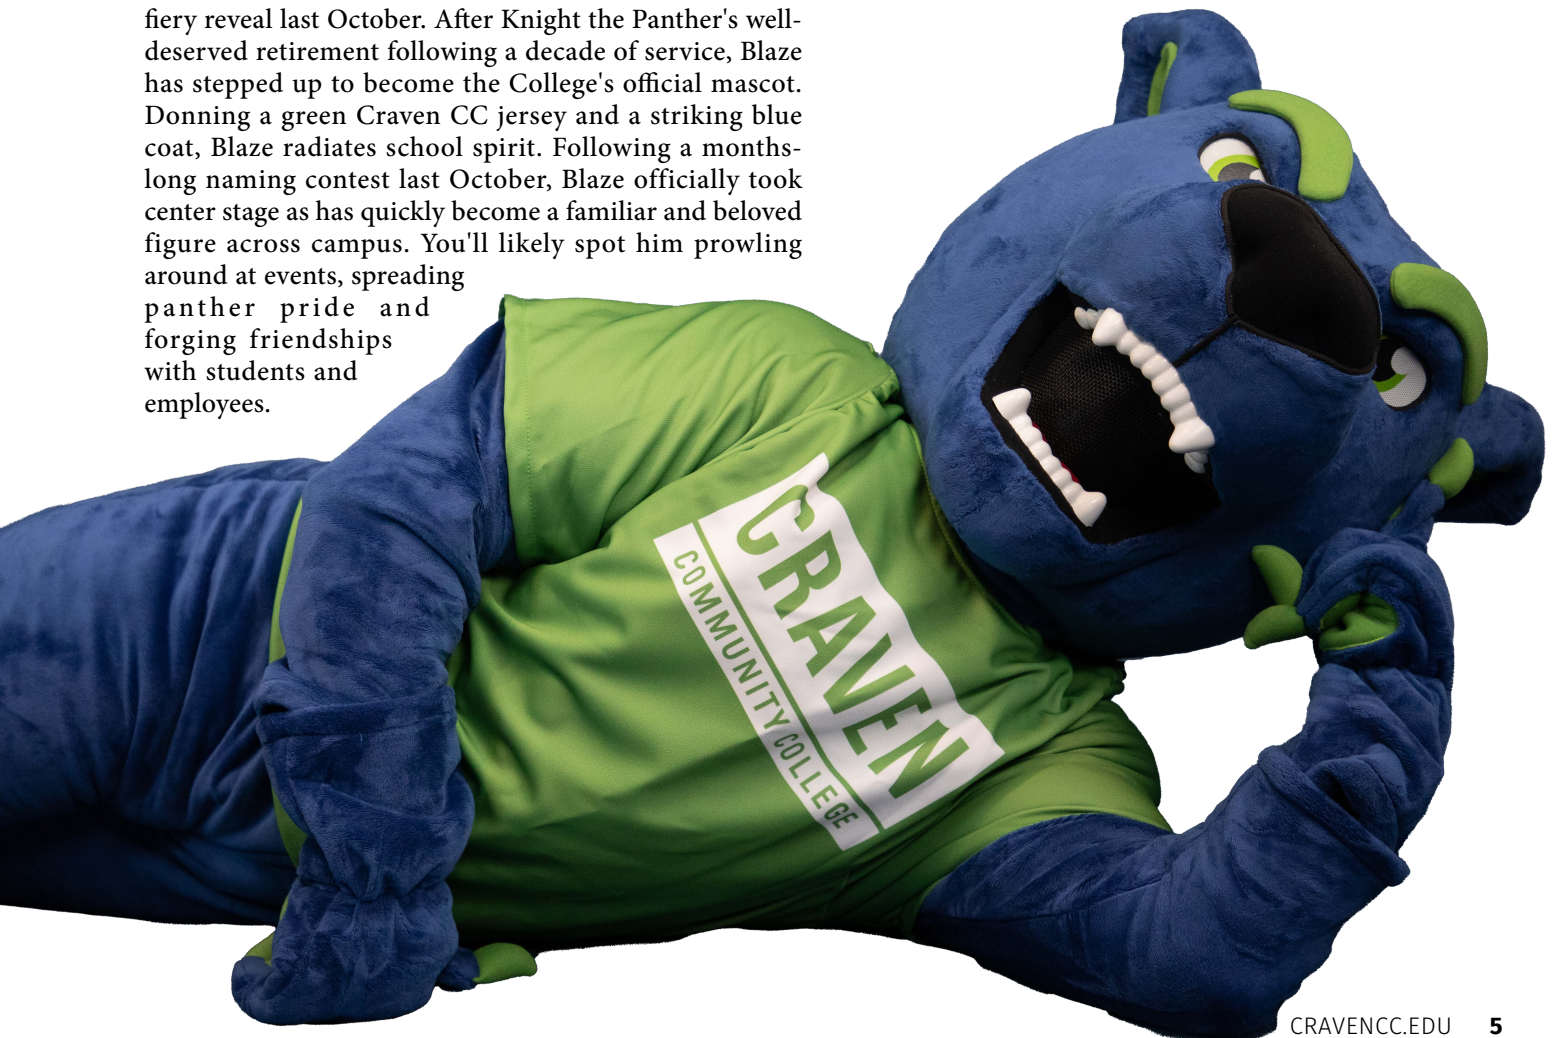 fiery reveal last October. After Knight the Panther's well-
deserved retirement following a decade of service, Blaze
has stepped up to become the College's official mascot.
Donning a green Craven CC jersey and a striking blue
coat, Blaze radiates school spirit. Following a months-
long naming contest last October, Blaze officially took
center stage as has quickly become a familiar and beloved
figure across campus. You'll likely spot him prowling
around at events, spreading
panther pride and
forging friendships
with students and
employees.
CRAVEN
COMMUNITY COLLEGE
CRAVENCC.EDU 5